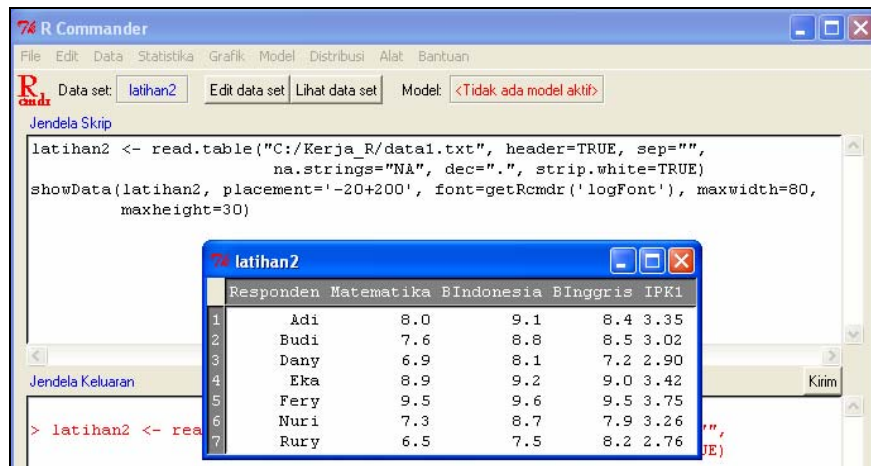 R Commander
File Edit Data Statistika Grafik Model Distribusi Alat Bantuan
R cmdr Data set: latihan2 Edit data set Lihat data set Model: <Tidak ada model aktif>
Jendela Skrip
latihan2 <- read.table("C:/Kerja_R/data1.txt", header=TRUE, sep="",
na.strings="NA", dec=".", strip.white=TRUE)
showData(latihan2, placement='-20+200', font=getRcmdr('logFont'), maxwidth=80,
maxheight=30)
latihan2
Responden Matematika BIndonesia BInggris IPK1
1 Adi 8.0 9.1 8.4 3.35
2 Budi 7.6 8.8 8.5 3.02
3 Dany 6.9 8.1 7.2 2.90
4 Eka 8.9 9.2 9.0 3.42
5 Fery 9.5 9.6 9.5 3.75
6 Nuri 7.3 8.7 7.9 3.26
7 Rury 6.5 7.5 8.2 2.76
Jendela Keluaran Kirim
> latihan2 <- rea "",
UE)